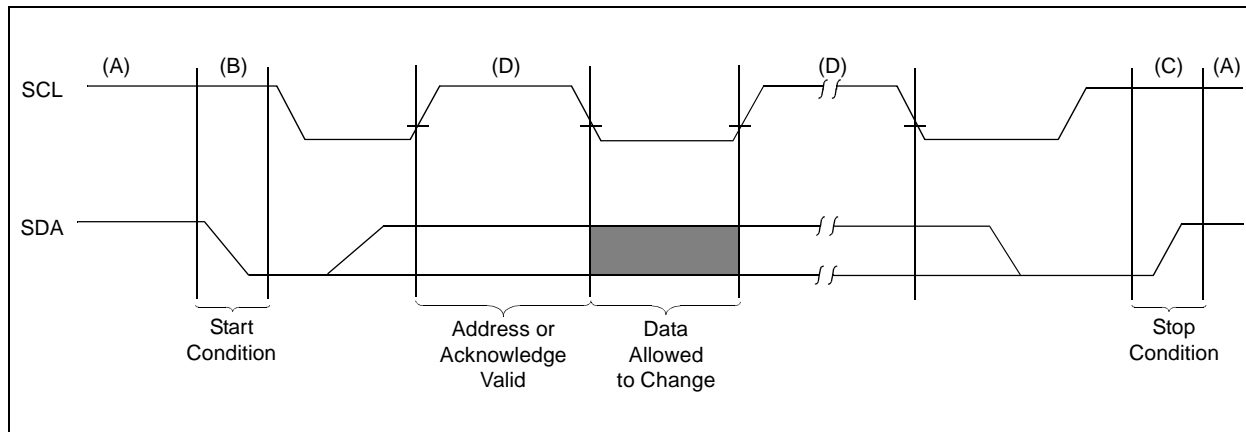 (A) (B) (D) (D) (C) (A)
SCL
SDA
Start
Condition
Address or
Acknowledge
Valid
Data
Allowed
to Change
Stop
Condition